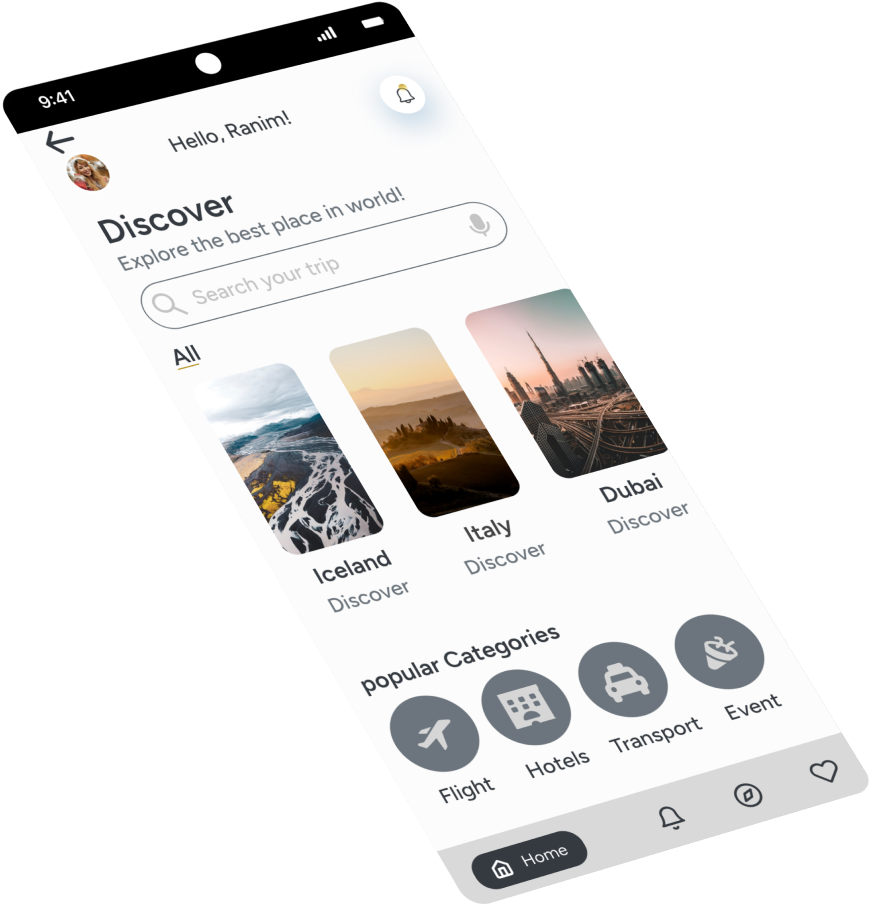 9:41
Hello, Ranim!
Discover
Explore the best place in world!
Search your trip
All
Iceland
Discover
Italy
Discover
Dubai
Discover
popular Categories
Flight
Hotels
Transport
Event
Home